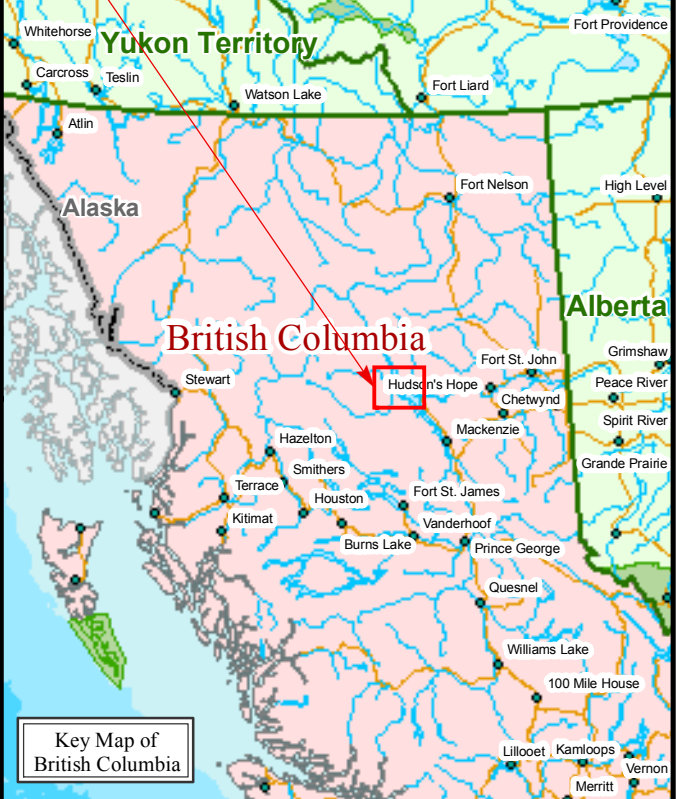 Fort Providence
Whitehorse
Yukon Territory
Carcross
Teslin
Fort Liard
Watson Lake
Atlin
Fort Nelson
High Level
Alaska
Alberta
British Columbia
Grimshaw
Fort St. John
Stewart
Hudson's Hope
Peace River
Chetwynd
Spirit River
Mackenzie
Hazelton
Grande Prairie
Smithers
Terrace
Fort St. James
Houston
Kitimat
Vanderhoof
Burns Lake
Prince George
Quesnel
Williams Lake
100 Mile House
Key Map of
British Columbia
Lillooet
Kamloops
Vernon
Merritt